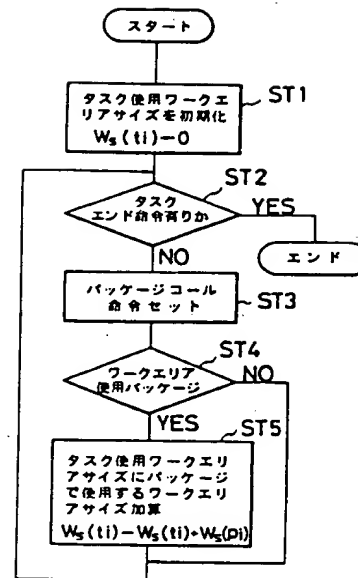 スタート
タスク使用ワークエ
リアサイズを初期化
Ws(ti)-0
ST1
タスク
エンド命令有りか
ST2
YES
エンド
NO
パッケージコール
命令セット
ST3
ワークエリア
使用パッケージ
ST4
NO
YES
ST5
タスク使用ワークエリ
アサイズにパッケージ
で使用するワークエリ
アサイズ加算
Ws(ti)-Ws(ti)+Ws(pi)